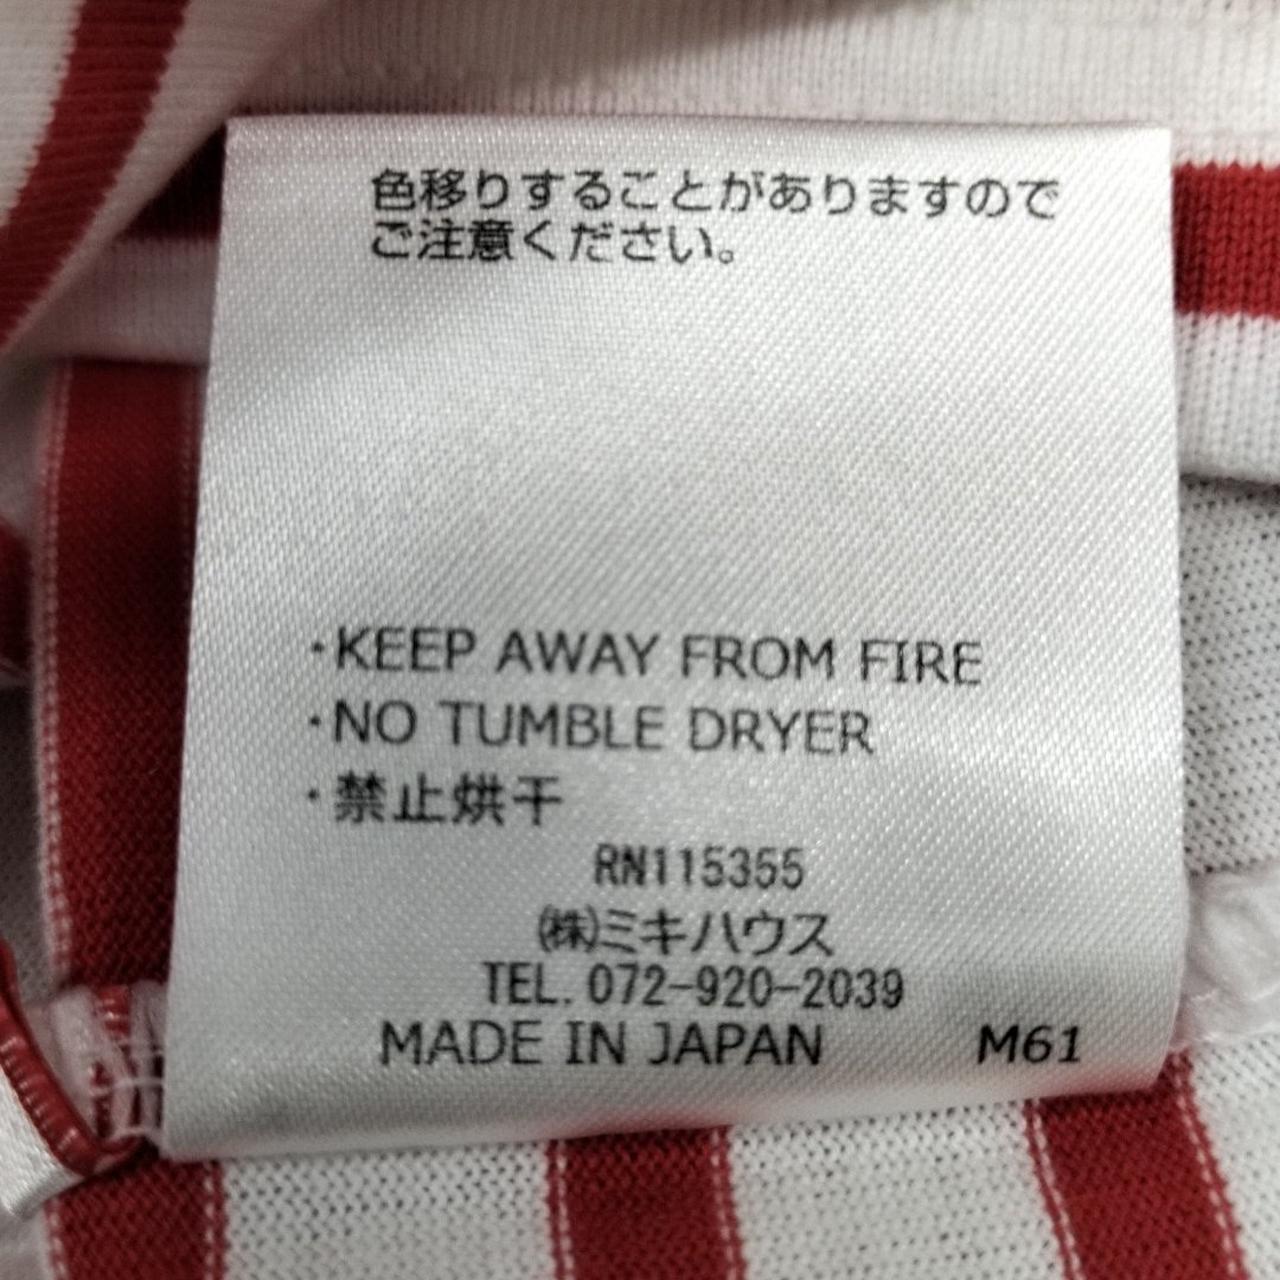 色移りすることがありますので
ご注意ください。
・KEEP AWAY FROM FIRE
・NO TUMBLE DRYER
・禁止烘干
RN115355
㈱ミキハウス
TEL. 072-920-2039
MADE IN JAPAN M61